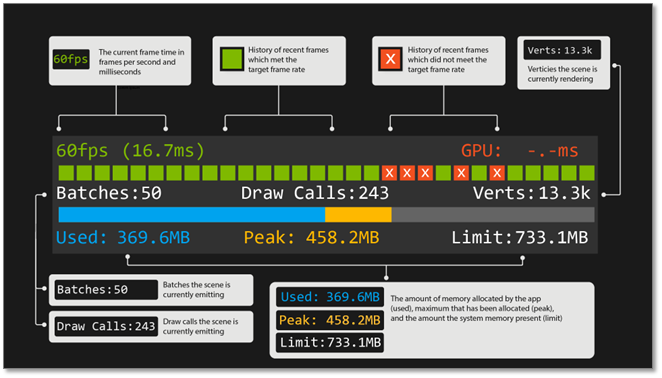 60fps
The current frame time in
frames per second and
milliseconds
History of recent frames
which met the
target frame rate
X
History of recent frames
which did not meet the
target frame rate
Verts:13.3k
Verticies the scene is
currently rendering
60fps (16.7ms)
GPU: -.-ms
X X X X X
Batches:50
Draw Calls:243
Verts:13.3k
Used: 369.6MB
Peak: 458.2MB
Limit:733.1MB
Batches:50
Batches the scene is
currently emitting
Draw Calls:243
Draw calls the scene is
currently emitting
Used: 369.6MB
Peak: 458.2MB
Limit:733.1MB
The amount of memory allocated by the app
(used), maximum that has been allocated (peak),
and the amount the system memory present (limit)